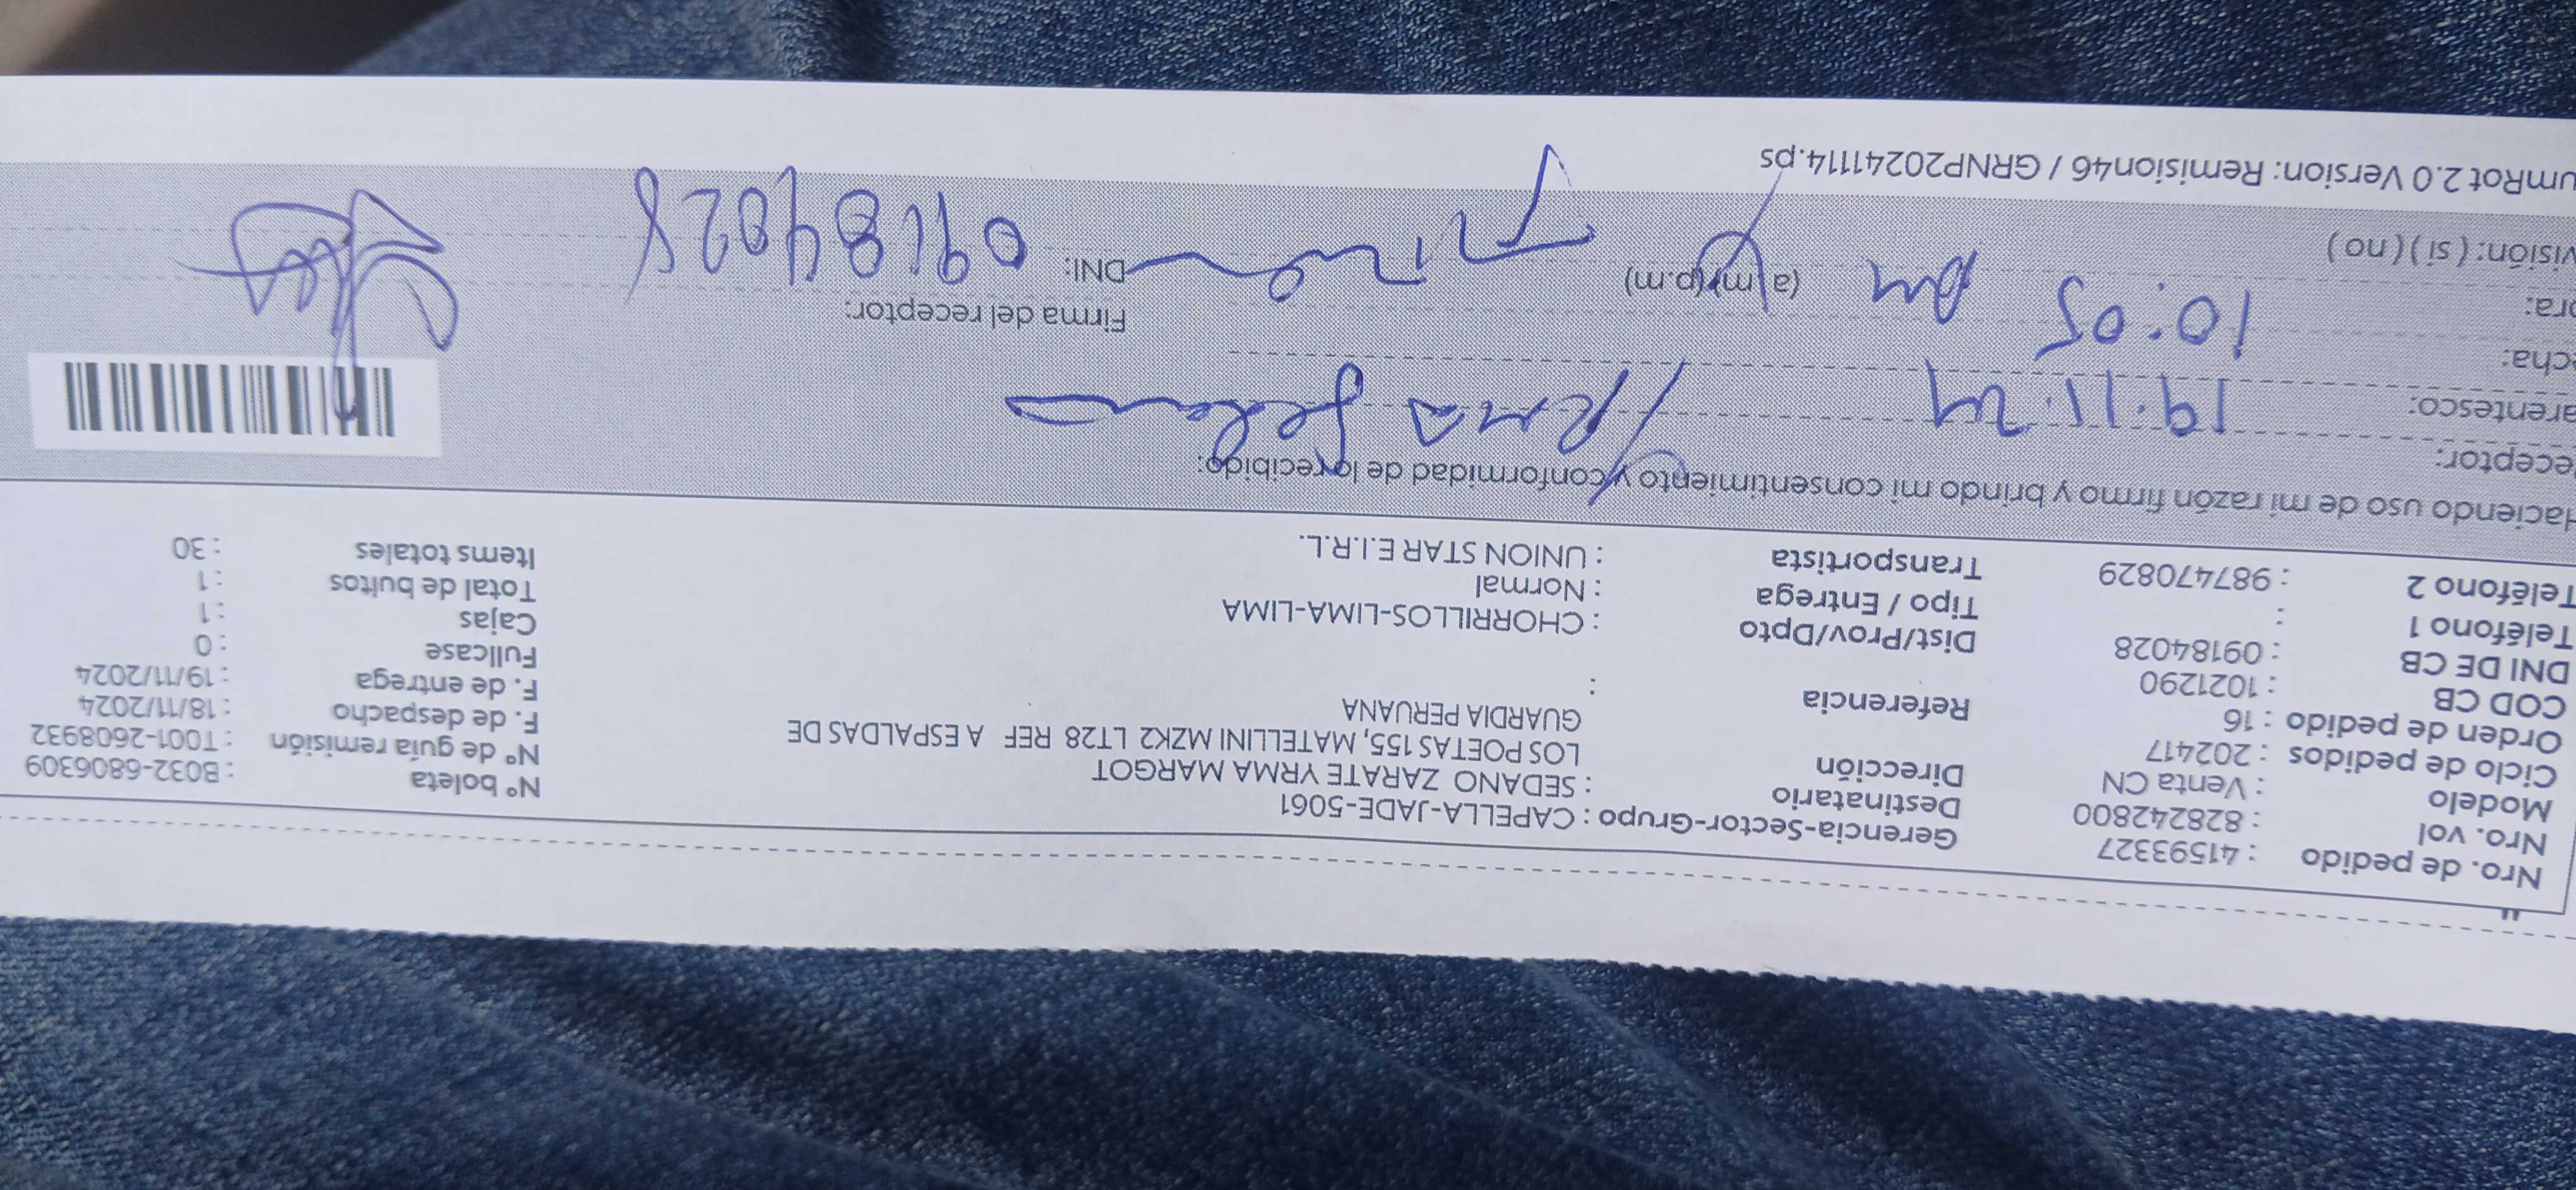 Nro. de pedido : 41593327 Gerencia-Sector-Grupo : CAPELLA-JADE-5061 Nº boleta : B032-6806309
Nro. vol : 828242800 Destinatario : SEDANO ZARATE YRMA MARGOT Nº de guía remisión : T001-2608932
Modelo : Venta CN Dirección LOS POETAS 155, MATELLINI MZK2 LT28 REF A ESPALDAS DE F. de despacho : 18/11/2024
Ciclo de pedidos : 202417 GUARDIA PERUANA F. de entrega : 19/11/2024
Orden de pedido : 16 Referencia : Fullcase : 0
COD CB : 1021290 Dist/Prov/Dpto : CHORRILLOS-LIMA-LIMA Cajas : 1
DNI DE CB : 09184028 Tipo / Entrega : Normal Total de bultos : 1
Teléfono 1 : Transportista : UNION STAR E.I.R.L. Items totales : 30
Teléfono 2 : 987470829
Haciendo uso de mi razón firmo y brindo mi consentimiento y conformidad de lo recibido:
eceptor: Yrma Sedano
arentesco: 19.11.24
echa:
ora: 10:05 am (a.m) (p.m) Firma del receptor:
visión: ( si ) ( no ) DNI: 09184028
umRot 2.0 Version: Remision46 / GRNP20241114.ps